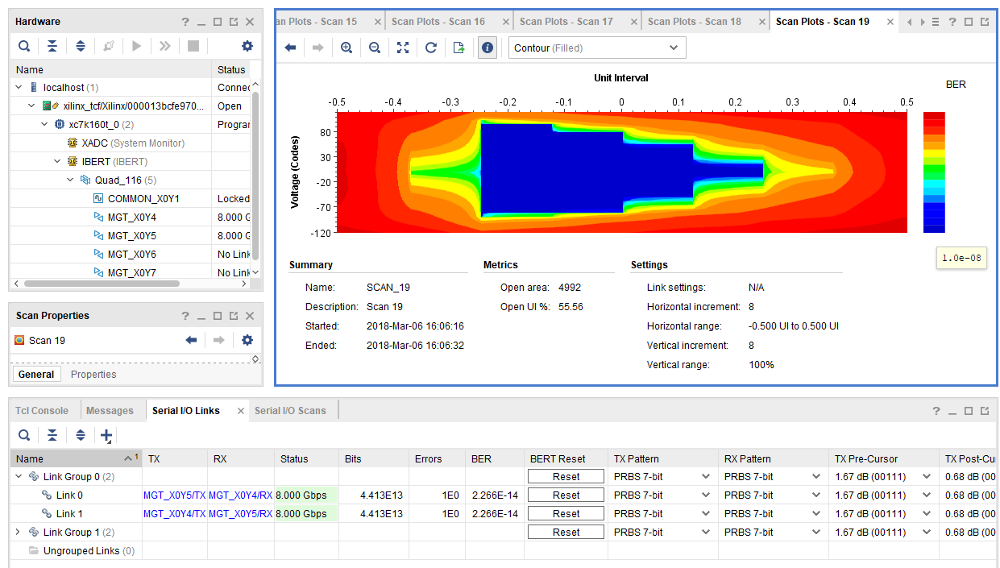 Hardware
Name Status
localhost (1) Connec
xilinx_tcf/Xilinx/000013bcfe970... Open
xc7k160t_0 (2) Progran
XADC (System Monitor)
IBERT (IBERT)
Quad_116 (5)
COMMON_X0Y1 Locked
MGT_X0Y4 8.000 G
MGT_X0Y5 8.000 G
MGT_X0Y6 No Link
MGT_X0Y7 No Link
Scan Properties
Scan 19
General Properties
an Plots - Scan 15 Scan Plots - Scan 16 Scan Plots - Scan 17 Scan Plots - Scan 18 Scan Plots - Scan 19
Contour (Filled)
Unit Interval
BER
-0.5 -0.4 -0.3 -0.2 -0.1 0 0.1 0.2 0.3 0.4 0.5
Voltage (Codes)
80
30
-20
-70
-120
1.0e-08
Summary
Name: SCAN_19
Description: Scan 19
Started: 2018-Mar-06 16:06:16
Ended: 2018-Mar-06 16:06:32
Metrics
Open area: 4992
Open UI %: 55.56
Settings
Link settings: N/A
Horizontal increment: 8
Horizontal range: -0.500 UI to 0.500 UI
Vertical increment: 8
Vertical range: 100%
Tcl Console Messages Serial I/O Links Serial I/O Scans
Name 1 TX RX Status Bits Errors BER BERT Reset TX Pattern RX Pattern TX Pre-Cursor TX Post-Cu
Link Group 0 (2) Reset PRBS 7-bit PRBS 7-bit 1.67 dB (00111) 0.68 dB (00
Link 0 MGT_X0Y5/TX MGT_X0Y4/RX 8.000 Gbps 4.413E13 1E0 2.266E-14 Reset PRBS 7-bit PRBS 7-bit 1.67 dB (00111) 0.68 dB (00
Link 1 MGT_X0Y4/TX MGT_X0Y5/RX 8.000 Gbps 4.413E13 1E0 2.266E-14 Reset PRBS 7-bit PRBS 7-bit 1.67 dB (00111) 0.68 dB (00
Link Group 1 (2) Reset PRBS 7-bit PRBS 7-bit 1.67 dB (00111) 0.68 dB (00
Ungrouped Links (0)